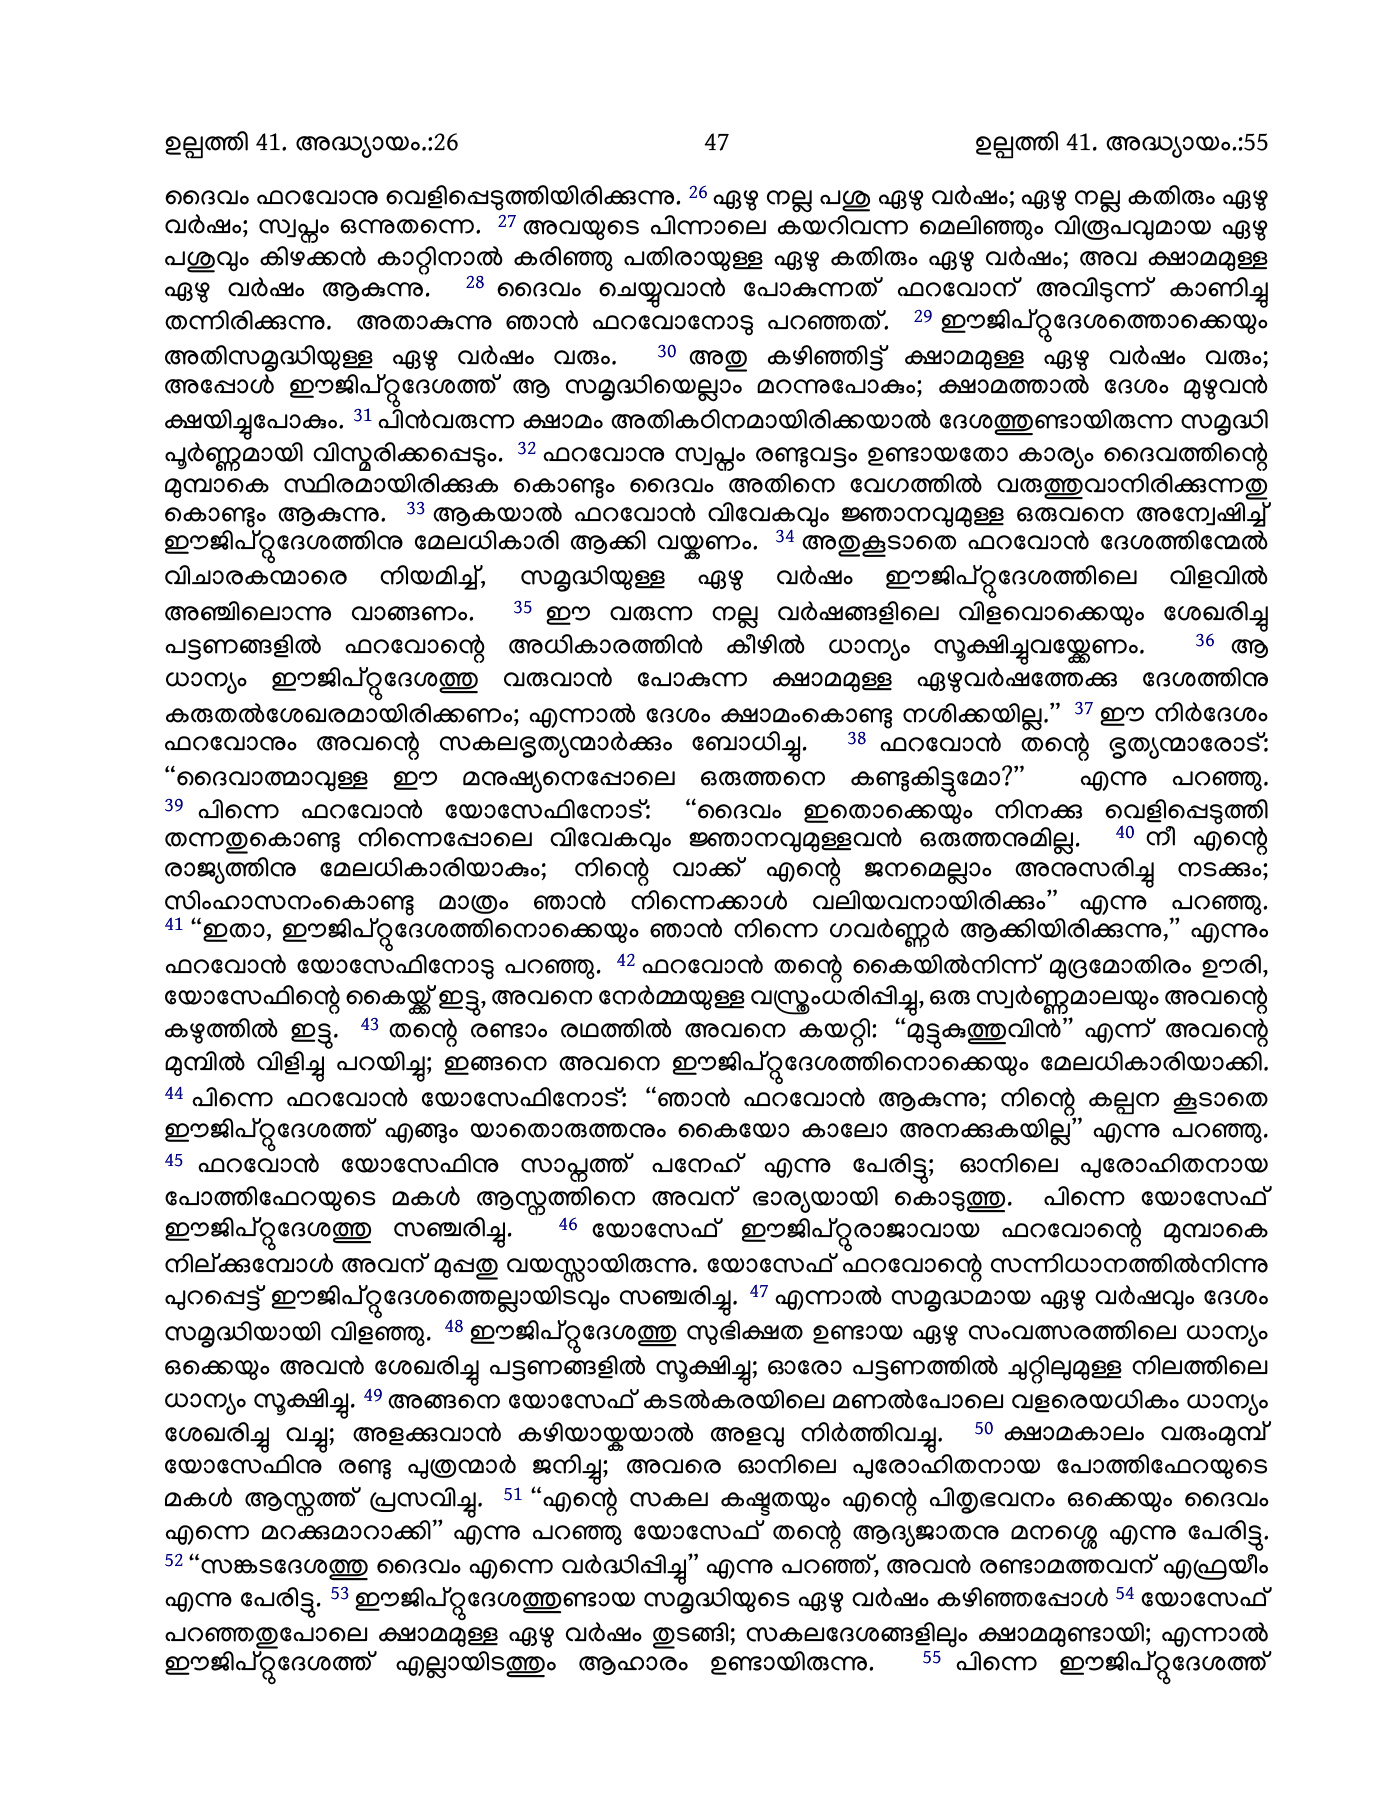 ഉല്പത്തി 41. അദ്ധ്യായം.:26 47 ഉല്പത്തി 41. അദ്ധ്യായം.:55
ദൈവം ഫറവോനു വെളിപ്പെടുത്തിയിരിക്കുന്നു. 26 ഏഴു നല്ല പശു ഏഴു വർഷം; ഏഴു നല്ല കതിരും ഏഴു
വർഷം; സ്വപ്നം ഒന്നുതന്നെ. 27 അവയുടെ പിന്നാലെ കയറിവന്ന മെലിഞ്ഞും വിരൂപവുമായ ഏഴു
പശുവും കിഴക്കൻ കാറ്റിനാൽ കരിഞ്ഞു പതിരായുള്ള ഏഴു കതിരും ഏഴു വർഷം; അവ ക്ഷാമമുള്ള
ഏഴു വർഷം ആകുന്നു. 28 ദൈവം ചെയ്യുവാൻ പോകുന്നത് ഫറവോന് അവിടുന്ന് കാണിച്ചു
തന്നിരിക്കുന്നു. അതാകുന്നു ഞാൻ ഫറവോനോടു പറഞ്ഞത്. 29 ഈജിപ്റ്റുദേശത്തൊക്കെയും
അതിസമൃദ്ധിയുള്ള ഏഴു വർഷം വരും. 30 അതു കഴിഞ്ഞിട്ട് ക്ഷാമമുള്ള ഏഴു വർഷം വരും;
അപ്പോൾ ഈജിപ്റ്റുദേശത്ത് ആ സമൃദ്ധിയെല്ലാം മറന്നുപോകും; ക്ഷാമത്താൽ ദേശം മുഴുവൻ
ക്ഷയിച്ചുപോകും. 31 പിൻവരുന്ന ക്ഷാമം അതികഠിനമായിരിക്കയാൽ ദേശത്തുണ്ടായിരുന്ന സമൃദ്ധി
പൂർണ്ണമായി വിസ്മരിക്കപ്പെടും. 32 ഫറവോനു സ്വപ്നം രണ്ടുവട്ടം ഉണ്ടായതോ കാര്യം ദൈവത്തിന്റെ
മുമ്പാകെ സ്ഥിരമായിരിക്കുക കൊണ്ടും ദൈവം അതിനെ വേഗത്തിൽ വരുത്തുവാനിരിക്കുന്നതു
കൊണ്ടും ആകുന്നു. 33 ആകയാൽ ഫറവോൻ വിവേകവും ജ്ഞാനവുമുള്ള ഒരുവനെ അന്വേഷിച്ച്
ഈജിപ്റ്റുദേശത്തിനു മേലധികാരി ആക്കി വയ്ക്കണം. 34 അതുകൂടാതെ ഫറവോൻ ദേശത്തിന്മേൽ
വിചാരകന്മാരെ നിയമിച്ച്, സമൃദ്ധിയുള്ള ഏഴു വർഷം ഈജിപ്റ്റുദേശത്തിലെ വിളവിൽ
അഞ്ചിലൊന്നു വാങ്ങണം. 35 ഈ വരുന്ന നല്ല വർഷങ്ങളിലെ വിളവൊക്കെയും ശേഖരിച്ചു
പട്ടണങ്ങളിൽ ഫറവോന്റെ അധികാരത്തിൻ കീഴിൽ ധാന്യം സൂക്ഷിച്ചുവയ്ക്കേണം. 36 ആ
ധാന്യം ഈജിപ്റ്റുദേശത്തു വരുവാൻ പോകുന്ന ക്ഷാമമുള്ള ഏഴുവർഷത്തേക്കു ദേശത്തിനു
കരുതൽശേഖരമായിരിക്കണം; എന്നാൽ ദേശം ക്ഷാമംകൊണ്ടു നശിക്കയില്ല.” 37 ഈ നിർദേശം
ഫറവോനും അവന്റെ സകലഭൃത്യന്മാർക്കും ബോധിച്ചു. 38 ഫറവോൻ തന്റെ ഭൃത്യന്മാരോട്:
“ദൈവാത്മാവുള്ള ഈ മനുഷ്യനെപ്പോലെ ഒരുത്തനെ കണ്ടുകിട്ടുമോ?” എന്നു പറഞ്ഞു.
39 പിന്നെ ഫറവോൻ യോസേഫിനോട്: “ദൈവം ഇതൊക്കെയും നിനക്കു വെളിപ്പെടുത്തി
തന്നതുകൊണ്ടു നിന്നെപ്പോലെ വിവേകവും ജ്ഞാനവുമുള്ളവൻ ഒരുത്തനുമില്ല. 40 നീ എന്റെ
രാജ്യത്തിനു മേലധികാരിയാകും; നിന്റെ വാക്ക് എന്റെ ജനമെല്ലാം അനുസരിച്ചു നടക്കും;
സിംഹാസനംകൊണ്ടു മാത്രം ഞാൻ നിന്നെക്കാൾ വലിയവനായിരിക്കും” എന്നു പറഞ്ഞു.
41 “ഇതാ, ഈജിപ്റ്റുദേശത്തിനൊക്കെയും ഞാൻ നിന്നെ ഗവർണ്ണർ ആക്കിയിരിക്കുന്നു,” എന്നും
ഫറവോൻ യോസേഫിനോടു പറഞ്ഞു. 42 ഫറവോൻ തന്റെ കൈയിൽനിന്ന് മുദ്രമോതിരം ഊരി,
യോസേഫിന്റെ കൈയ്ക്ക് ഇട്ടു, അവനെ നേർമ്മയുള്ള വസ്ത്രംധരിപ്പിച്ചു, ഒരു സ്വർണ്ണമാലയും അവന്റെ
കഴുത്തിൽ ഇട്ടു. 43 തന്റെ രണ്ടാം രഥത്തിൽ അവനെ കയറ്റി: “മുട്ടുകുത്തുവിൻ” എന്ന് അവന്റെ
മുമ്പിൽ വിളിച്ചു പറയിച്ചു; ഇങ്ങനെ അവനെ ഈജിപ്റ്റുദേശത്തിനൊക്കെയും മേലധികാരിയാക്കി.
44 പിന്നെ ഫറവോൻ യോസേഫിനോട്: “ഞാൻ ഫറവോൻ ആകുന്നു; നിന്റെ കല്പന കൂടാതെ
ഈജിപ്റ്റുദേശത്ത് എങ്ങും യാതൊരുത്തനും കൈയോ കാലോ അനക്കുകയില്ല” എന്നു പറഞ്ഞു.
45 ഫറവോൻ യോസേഫിനു സാപ്നത്ത് പനേഹ് എന്നു പേരിട്ടു; ഓനിലെ പുരോഹിതനായ
പോത്തിഫേറയുടെ മകൾ ആസ്നത്തിനെ അവന് ഭാര്യയായി കൊടുത്തു. പിന്നെ യോസേഫ്
ഈജിപ്റ്റുദേശത്തു സഞ്ചരിച്ചു. 46 യോസേഫ് ഈജിപ്റ്റുരാജാവായ ഫറവോന്റെ മുമ്പാകെ
നില്ക്കുമ്പോൾ അവന് മുപ്പതു വയസ്സായിരുന്നു. യോസേഫ് ഫറവോന്റെ സന്നിധാനത്തിൽനിന്നു
പുറപ്പെട്ട് ഈജിപ്റ്റുദേശത്തെല്ലായിടവും സഞ്ചരിച്ചു. 47 എന്നാൽ സമൃദ്ധമായ ഏഴു വർഷവും ദേശം
സമൃദ്ധിയായി വിളഞ്ഞു. 48 ഈജിപ്റ്റുദേശത്തു സുഭിക്ഷത ഉണ്ടായ ഏഴു സംവത്സരത്തിലെ ധാന്യം
ഒക്കെയും അവൻ ശേഖരിച്ചു പട്ടണങ്ങളിൽ സൂക്ഷിച്ചു; ഓരോ പട്ടണത്തിൽ ചുറ്റിലുമുള്ള നിലത്തിലെ
ധാന്യം സൂക്ഷിച്ചു. 49 അങ്ങനെ യോസേഫ് കടൽകരയിലെ മണൽപോലെ വളരെയധികം ധാന്യം
ശേഖരിച്ചു വച്ചു; അളക്കുവാൻ കഴിയായ്കയാൽ അളവു നിർത്തിവച്ചു. 50 ക്ഷാമകാലം വരുംമുമ്പ്
യോസേഫിനു രണ്ടു പുത്രന്മാർ ജനിച്ചു; അവരെ ഓനിലെ പുരോഹിതനായ പോത്തിഫേറയുടെ
മകൾ ആസ്നത്ത് പ്രസവിച്ചു. 51 “എന്റെ സകല കഷ്ടതയും എന്റെ പിതൃഭവനം ഒക്കെയും ദൈവം
എന്നെ മറക്കുമാറാക്കി” എന്നു പറഞ്ഞു യോസേഫ് തന്റെ ആദ്യജാതനു മനശ്ശെ എന്നു പേരിട്ടു.
52 “സങ്കടദേശത്തു ദൈവം എന്നെ വർദ്ധിപ്പിച്ചു” എന്നു പറഞ്ഞ്, അവൻ രണ്ടാമത്തവന് എഫ്രയീം
എന്നു പേരിട്ടു. 53 ഈജിപ്റ്റുദേശത്തുണ്ടായ സമൃദ്ധിയുടെ ഏഴു വർഷം കഴിഞ്ഞപ്പോൾ 54 യോസേഫ്
പറഞ്ഞതുപോലെ ക്ഷാമമുള്ള ഏഴു വർഷം തുടങ്ങി; സകലദേശങ്ങളിലും ക്ഷാമമുണ്ടായി; എന്നാൽ
ഈജിപ്റ്റുദേശത്ത് എല്ലായിടത്തും ആഹാരം ഉണ്ടായിരുന്നു. 55 പിന്നെ ഈജിപ്റ്റുദേശത്ത്